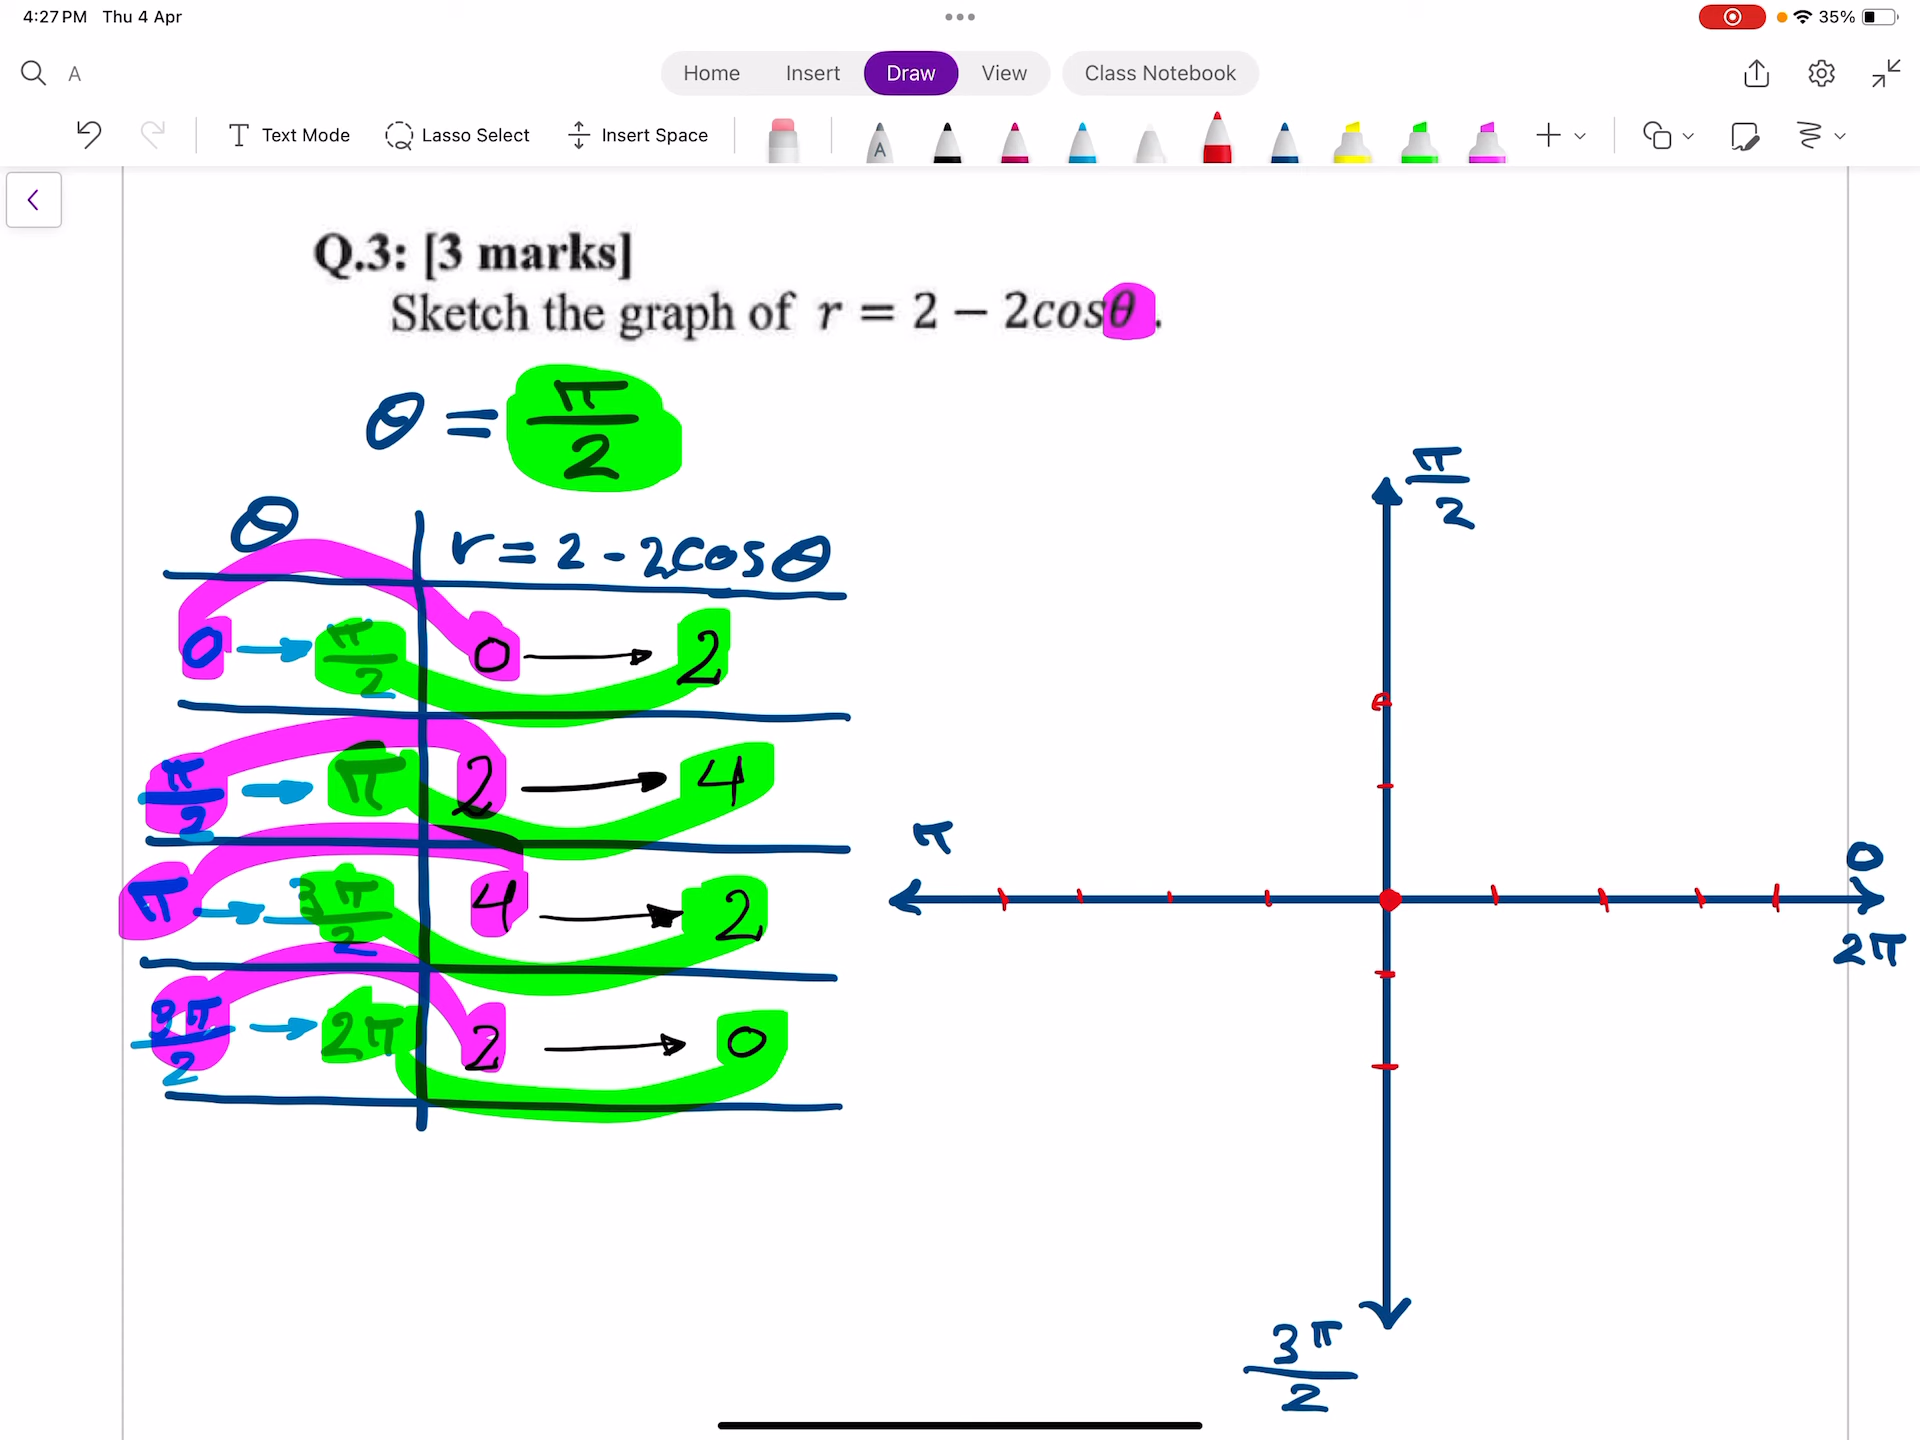 4:27 PM Thu 4 Apr
35%
A
Home Insert Draw View Class Notebook
Text Mode Lasso Select Insert Space
A
Q.3: [3 marks]
Sketch the graph of r = 2 − 2cosθ .
θ = π/2
θ r = 2 - 2cosθ
0 → π/2 0 → 2
π/2 → π 2 → 4
π → 3π/2 4 → 2
3π/2 → 2π 2 → 0
π/2
π
0
2π
3π/2